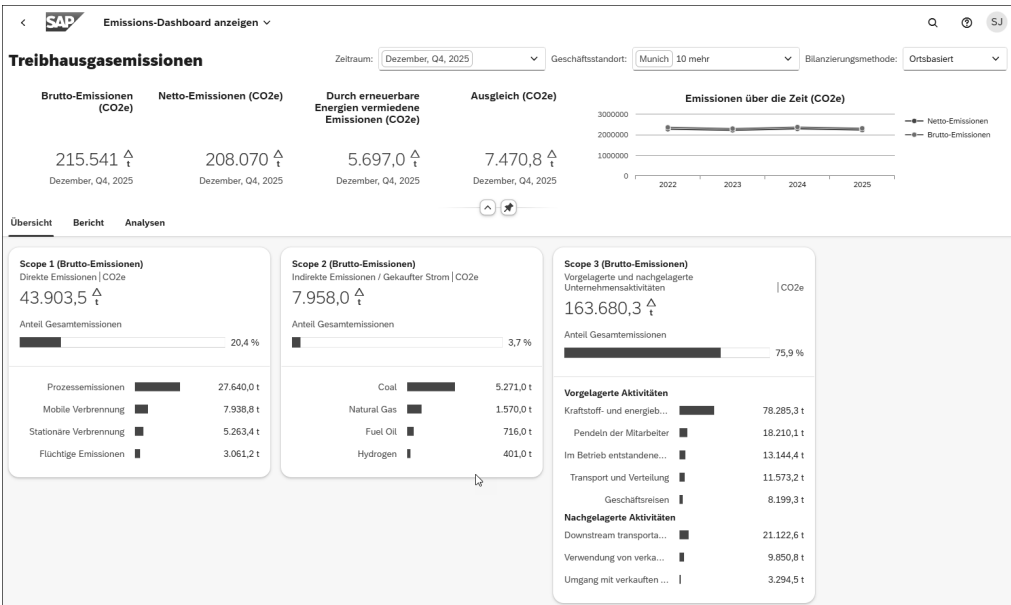 SAP Emissions-Dashboard anzeigen SJ
Treibhausgasemissionen
Zeitraum: Dezember, Q4, 2025 Geschäftsstandort: Munich 10 mehr Bilanzierungsmethode: Ortsbasiert
Brutto-Emissionen
(CO2e)
215.541 t
Dezember, Q4, 2025
Netto-Emissionen (CO2e)
208.070 t
Dezember, Q4, 2025
Durch erneuerbare
Energien vermiedene
Emissionen (CO2e)
5.697,0 t
Dezember, Q4, 2025
Ausgleich (CO2e)
7.470,8 t
Dezember, Q4, 2025
Emissionen über die Zeit (CO2e)
3000000
2000000
1000000
0
2022 2023 2024 2025
Netto-Emissionen
Brutto-Emissionen
Übersicht Bericht Analysen
Scope 1 (Brutto-Emissionen)
Direkte Emissionen | CO2e
43.903,5 t
Anteil Gesamtemissionen
20,4 %
Prozessemissionen 27.640,0 t
Mobile Verbrennung 7.938,8 t
Stationäre Verbrennung 5.263,4 t
Flüchtige Emissionen 3.061,2 t
Scope 2 (Brutto-Emissionen)
Indirekte Emissionen / Gekaufter Strom | CO2e
7.958,0 t
Anteil Gesamtemissionen
3,7 %
Coal 5.271,0 t
Natural Gas 1.570,0 t
Fuel Oil 716,0 t
Hydrogen 401,0 t
Scope 3 (Brutto-Emissionen)
Vorgelagerte und nachgelagerte
Unternehmensaktivitäten | CO2e
163.680,3 t
Anteil Gesamtemissionen
75,9 %
Vorgelagerte Aktivitäten
Kraftstoff- und energieb... 78.285,3 t
Pendeln der Mitarbeiter 18.210,1 t
Im Betrieb entstandene... 13.144,4 t
Transport und Verteilung 11.573,2 t
Geschäftsreisen 8.199,3 t
Nachgelagerte Aktivitäten
Downstream transporta... 21.122,6 t
Verwendung von verka... 9.850,8 t
Umgang mit verkauften ... 3.294,5 t